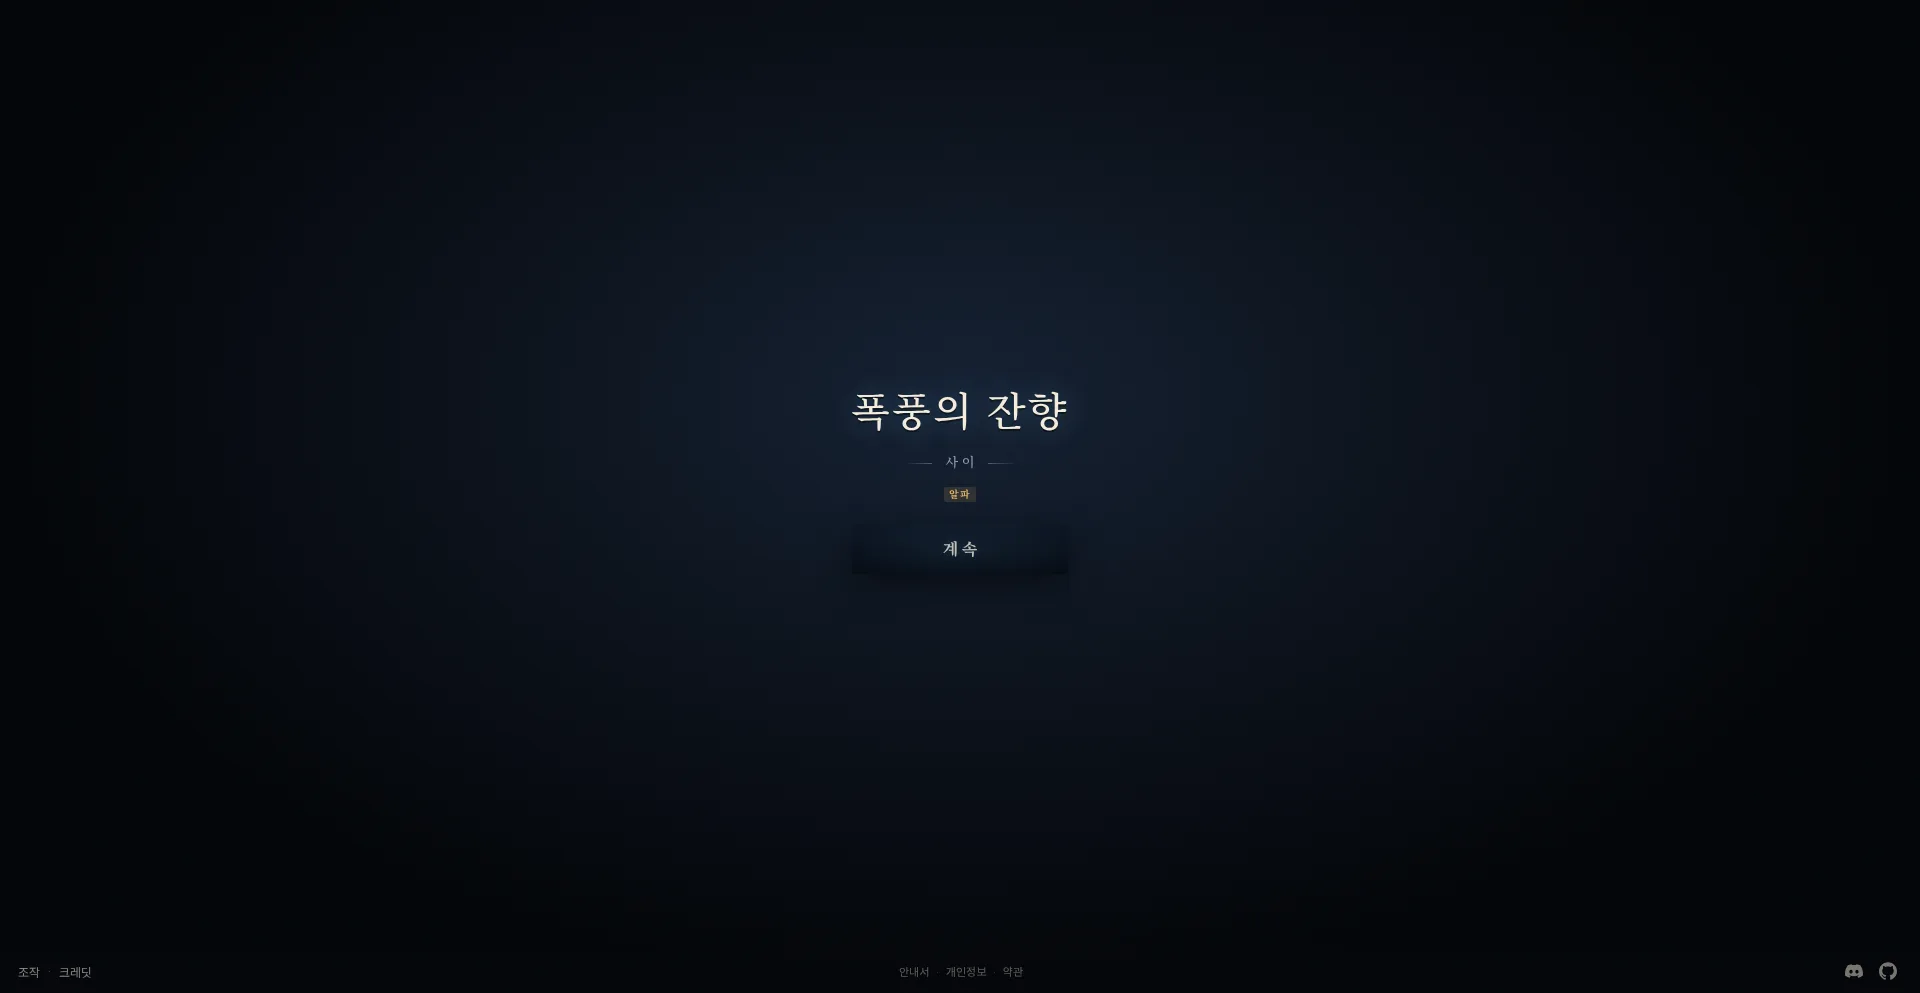 폭풍의 잔향
사이
알파
계속
조작 · 크레딧
안내서 · 개인정보 · 약관